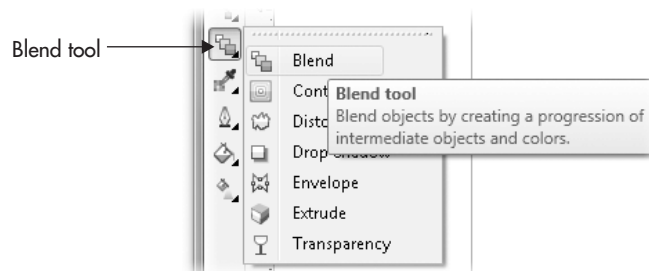 Blend tool
Blend
Cont
Blend tool
Blend objects by creating a progression of
intermediate objects and colors.
Disto
Drop shadow
Envelope
Extrude
Transparency